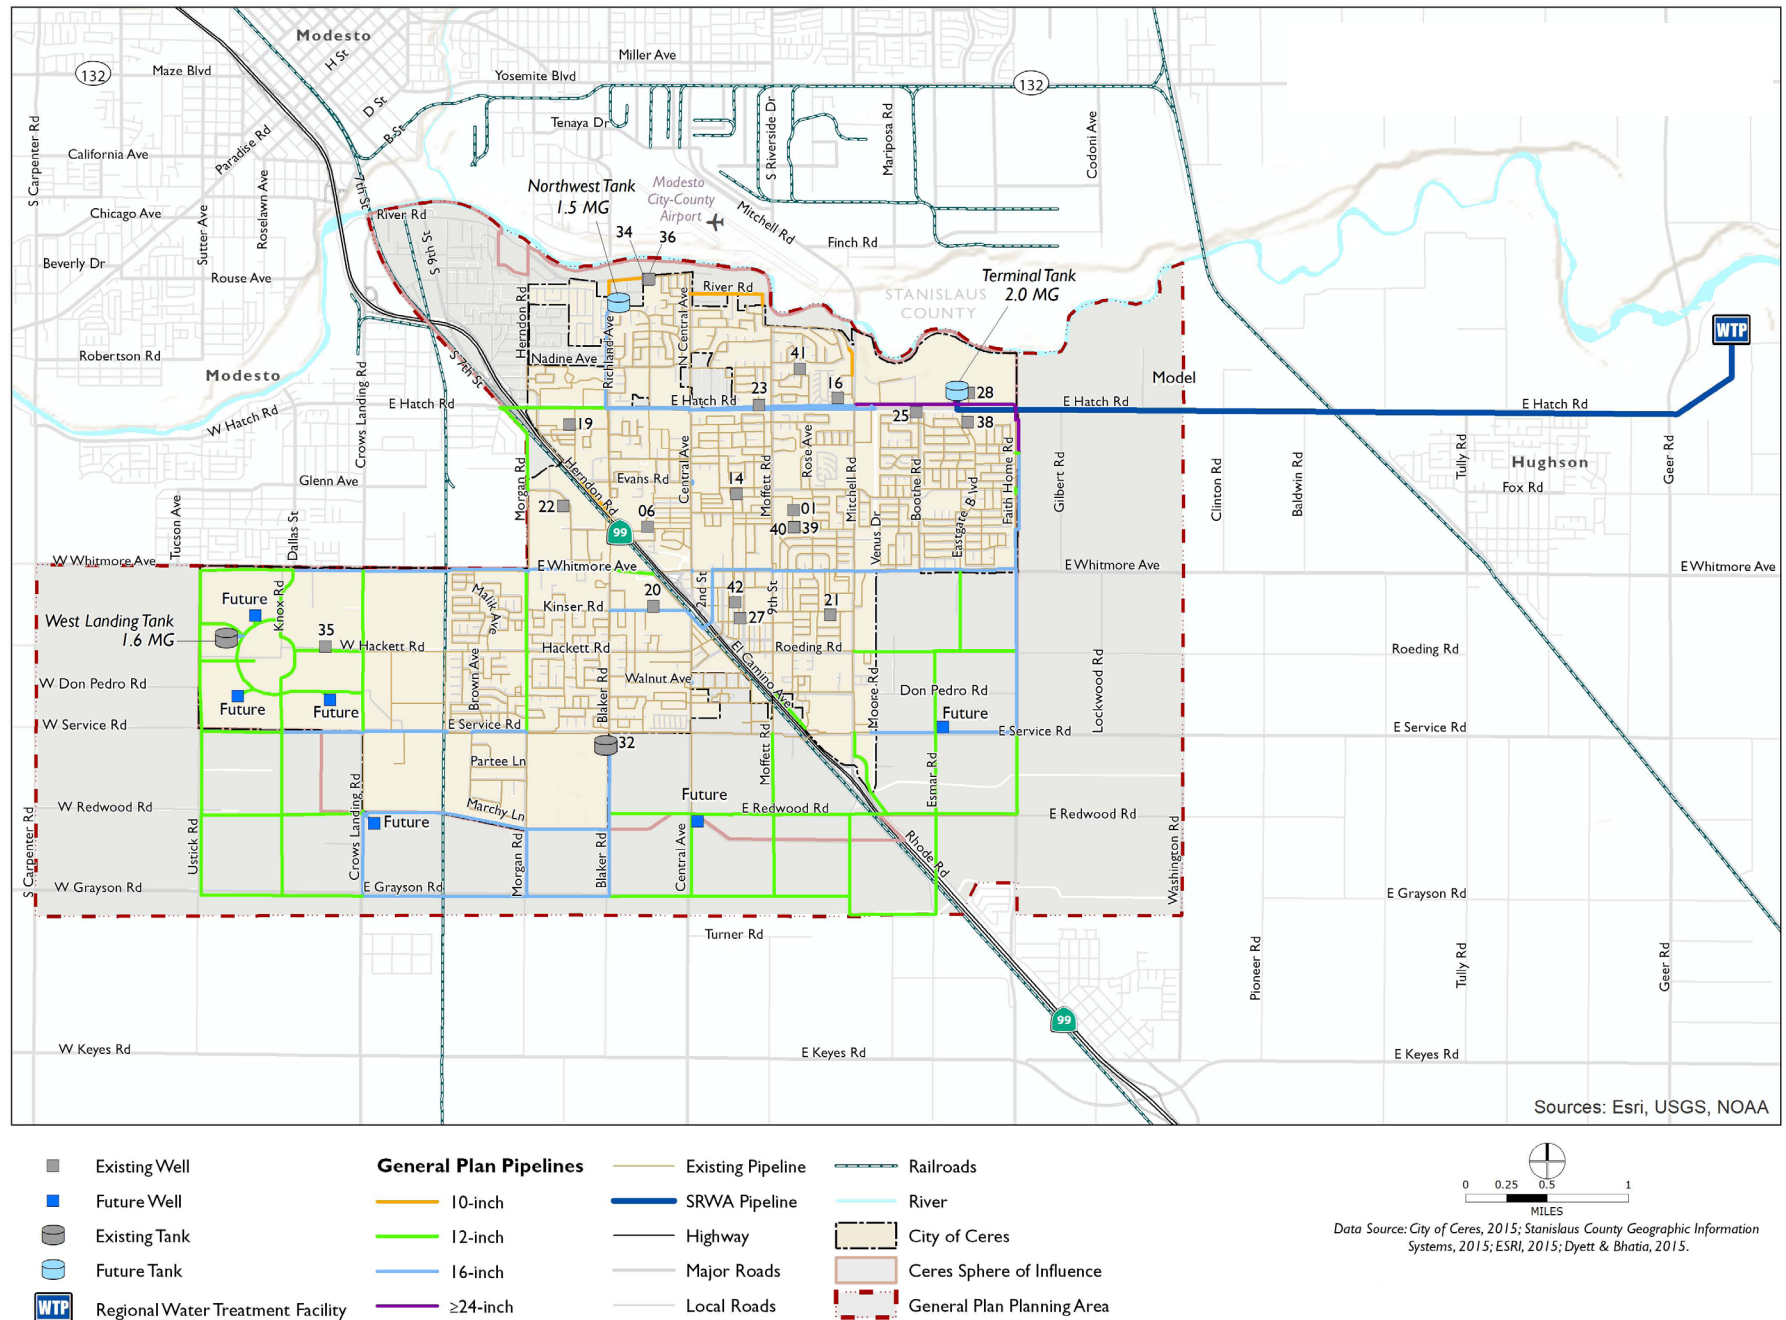 Modesto
H St
Miller Ave
132
Maze Blvd
Yosemite Blvd
132
D St
B St
Tenaya Dr
S Riverside Dr
Mariposa Rd
Codoni Ave
S Carpenter Rd
California Ave
Paradise Rd
7th St
Northwest Tank
1.5 MG
Modesto
City-County
Airport
Chicago Ave
Sutter Ave
Roselawn Ave
River Rd
S 9th St
34
36
Mitchell Rd
Finch Rd
Beverly Dr
Rouse Ave
Terminal Tank
2.0 MG
STANISLAUS
COUNTY
Herndon Rd
Richland Ave
N Central Ave
River Rd
WTP
Robertson Rd
Modesto
Nadine Ave
S 7th St
41
Model
Crows Landing Rd
23
16
28
W Hatch Rd
E Hatch Rd
E Hatch Rd
25
E Hatch Rd
E Hatch Rd
19
38
Glenn Ave
Morgan Rd
Herndon Rd
Evans Rd
Central Ave
14
Moffett Rd
Rose Ave
Mitchell Rd
Boothe Rd
Eastgate Blvd
Faith Home Rd
Gilbert Rd
Clinton Rd
Baldwin Rd
Tully Rd
Hughson
Fox Rd
Geer Rd
Tucson Ave
Dallas St
22
06
01
40
39
99
Venus Dr
W Whitmore Ave
E Whitmore Ave
E Whitmore Ave
E Whitmore Ave
Future
Knox Rd
Malik Ave
Kinser Rd
20
2nd St
42
27
9th St
21
West Landing Tank
1.6 MG
35
W Hackett Rd
Hackett Rd
El Camino Ave
Roeding Rd
Roeding Rd
W Don Pedro Rd
Brown Ave
Walnut Ave
Blaker Rd
Moore Rd
Don Pedro Rd
Lockwood Rd
Future
Future
Future
W Service Rd
E Service Rd
E Service Rd
E Service Rd
32
Partee Ln
Moffett Rd
Esmar Rd
Crows Landing Rd
Marchy Ln
Future
W Redwood Rd
E Redwood Rd
E Redwood Rd
Future
S Carpenter Rd
Ustick Rd
Morgan Rd
Blaker Rd
Central Ave
Rhode Rd
Washington Rd
W Grayson Rd
E Grayson Rd
E Grayson Rd
Turner Rd
Pioneer Rd
Tully Rd
Geer Rd
99
W Keyes Rd
E Keyes Rd
E Keyes Rd
Sources: Esri, USGS, NOAA
Existing Well
Future Well
Existing Tank
Future Tank
WTP
Regional Water Treatment Facility
General Plan Pipelines
10-inch
12-inch
16-inch
≥24-inch
Existing Pipeline
SRWA Pipeline
Highway
Major Roads
Local Roads
Railroads
River
City of Ceres
Ceres Sphere of Influence
General Plan Planning Area
0 0.25 0.5 1
MILES
Data Source: City of Ceres, 2015; Stanislaus County Geographic Information
Systems, 2015; ESRI, 2015; Dyett & Bhatia, 2015.